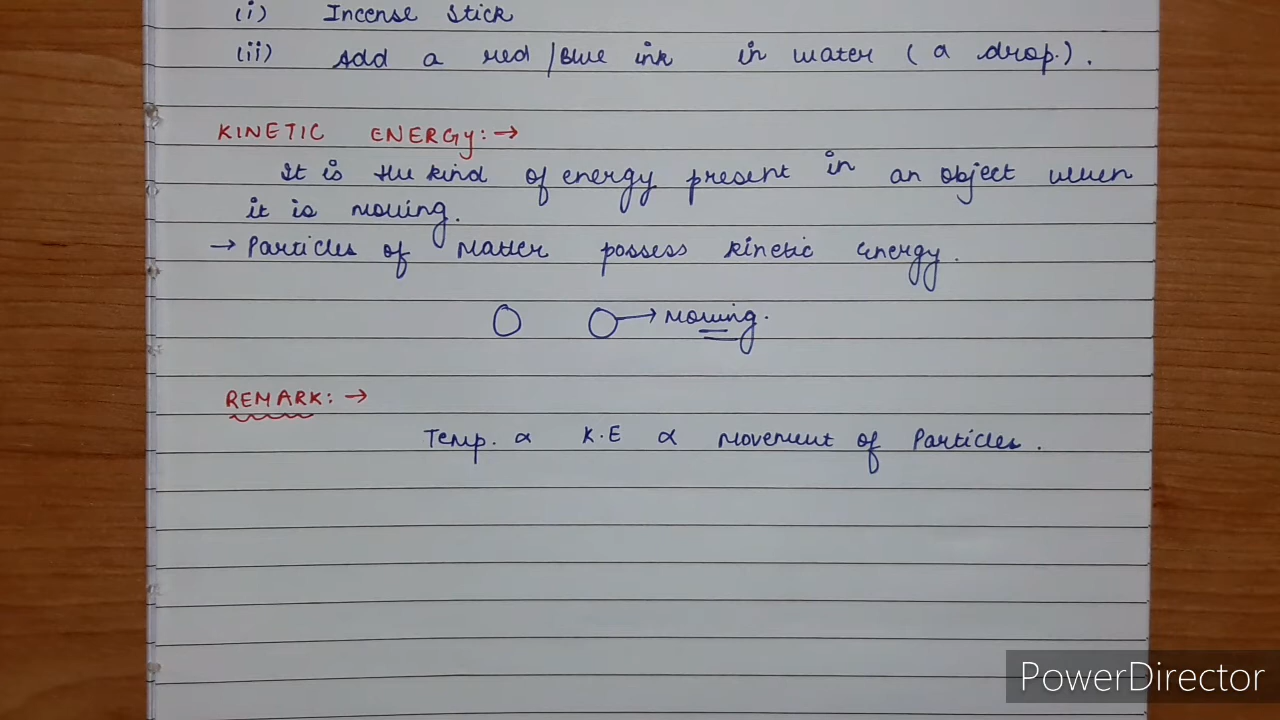 (i) Incense stick
(ii) Add a red/Blue ink in water (a drop.).
KINETIC ENERGY:→
It is the kind of energy present in an object when
it is moving.
→ Particles of Matter possess kinetic energy.
→ Moving.
REMARK:→
Temp. ∝ K.E ∝ movement of Particles.
PowerDirector